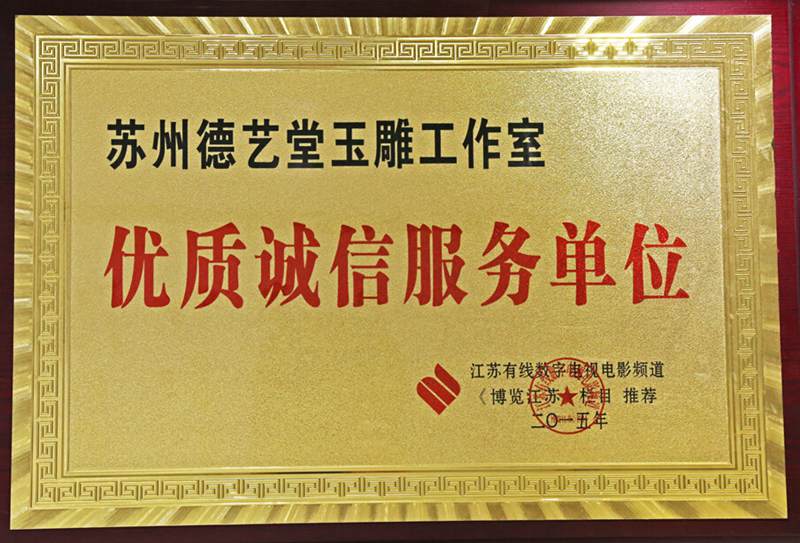 苏州德艺堂玉雕工作室
优质诚信服务单位
江苏有线数字电视电影频道
《博览江苏》栏目 推荐
二〇一五年